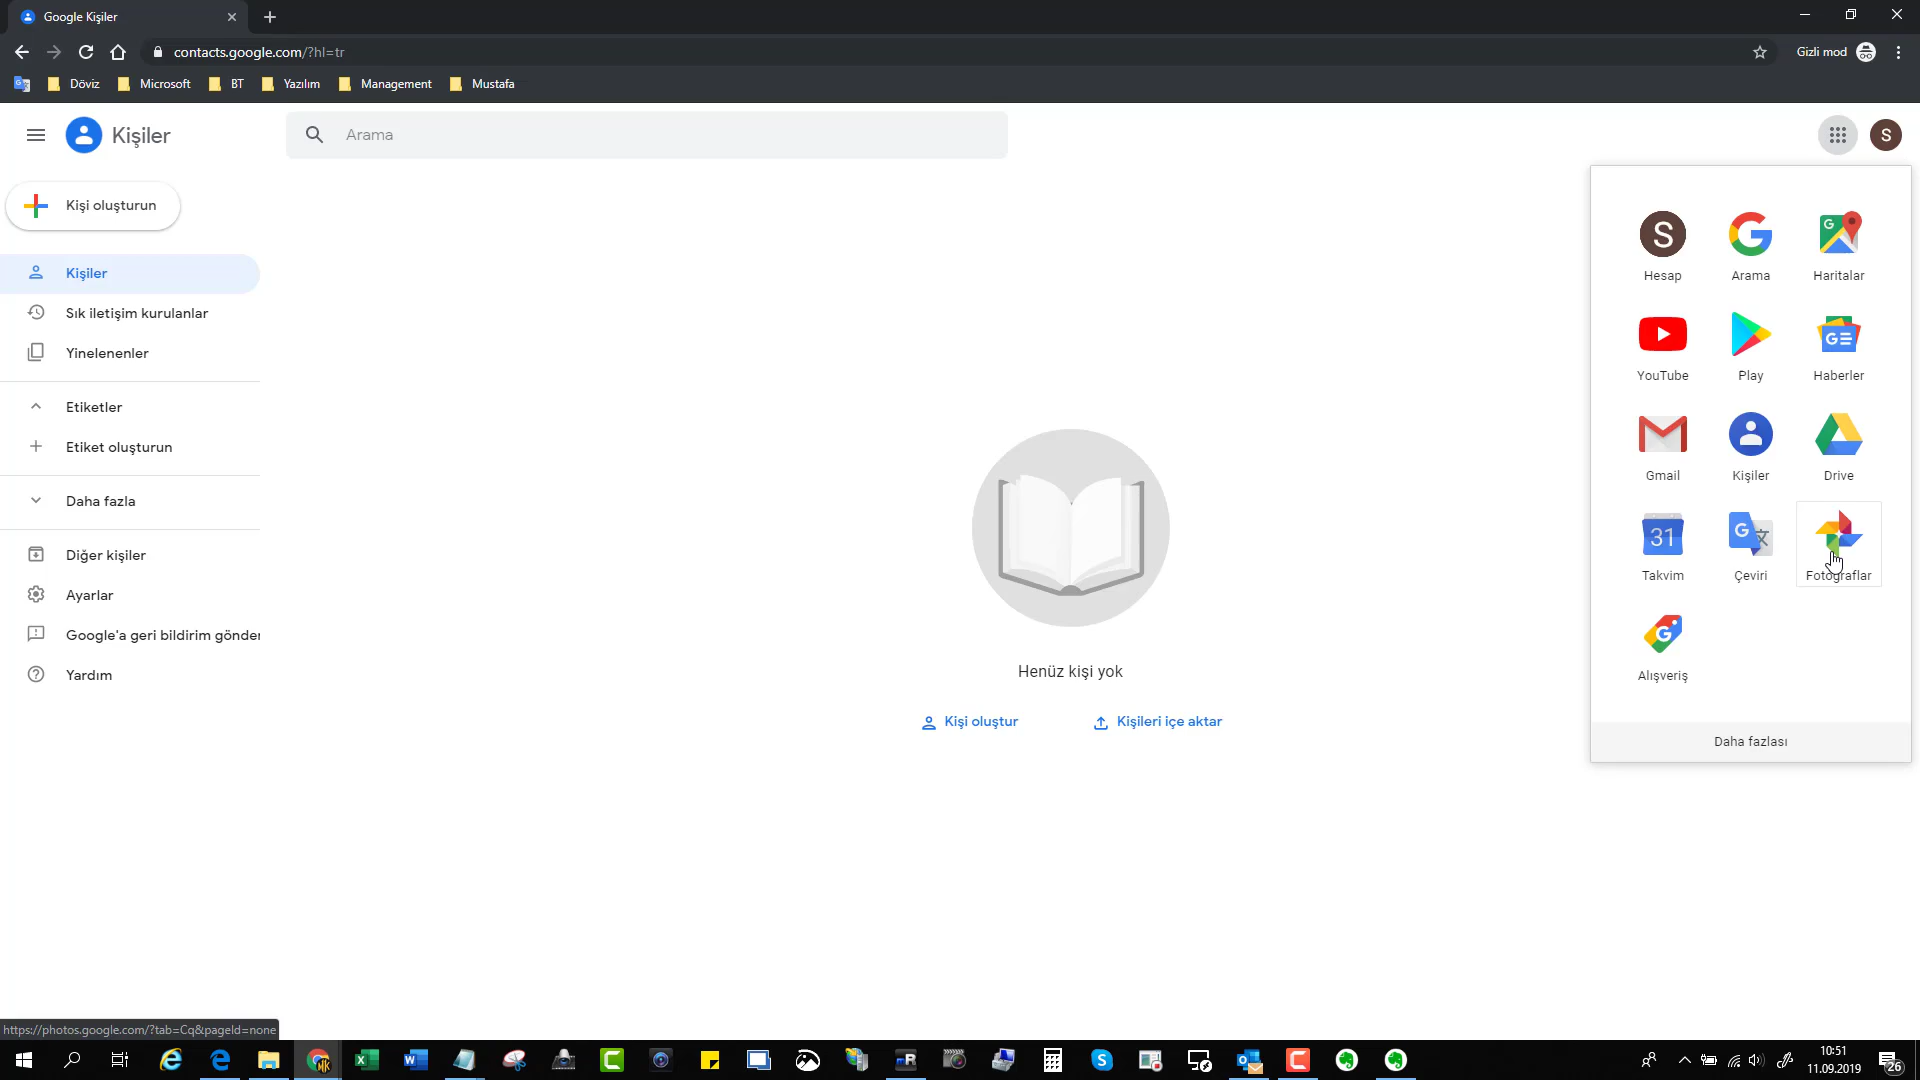 Google Kişiler
contacts.google.com/?hl=tr
Gizli mod
Döviz
Microsoft
BT
Yazılım
Management
Mustafa
Kişiler
Arama
S
Kişi oluşturun
Kişiler
Sık iletişim kurulanlar
Yinelenenler
Etiketler
Etiket oluşturun
Daha fazla
Diğer kişiler
Ayarlar
Google'a geri bildirim gönder
Yardım
Henüz kişi yok
Kişi oluştur
Kişileri içe aktar
S
Hesap
Arama
Haritalar
YouTube
Play
Haberler
Gmail
Kişiler
Drive
31
Takvim
Çeviri
Fotoğraflar
Alışveriş
Daha fazlası
https://photos.google.com/?tab=Cq&pageId=none
10:51
11.09.2019
26